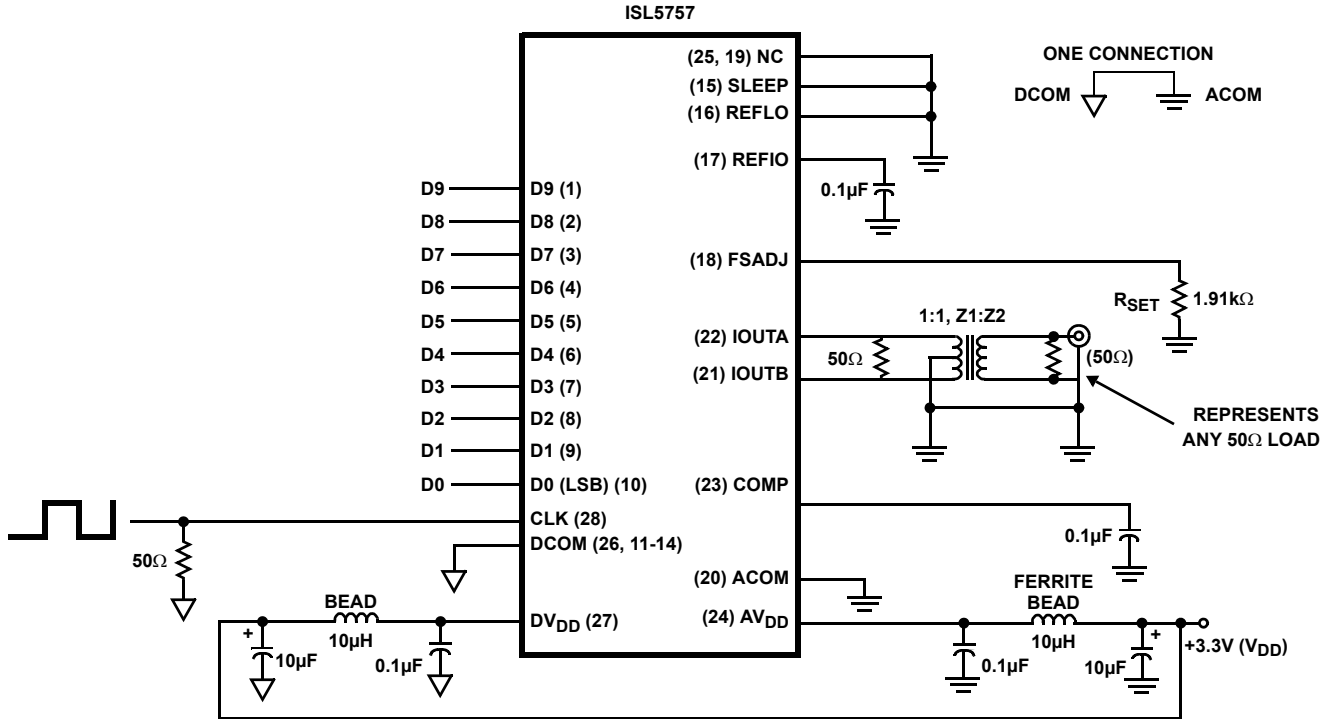 ISL5757
ONE CONNECTION
DCOM
ACOM
(25, 19) NC
(15) SLEEP
(16) REFLO
(17) REFIO
0.1µF
D9
D9 (1)
D8
D8 (2)
D7
D7 (3)
(18) FSADJ
D6
D6 (4)
RSET
1.91kΩ
D5
D5 (5)
1:1, Z1:Z2
(22) IOUTA
D4
D4 (6)
50Ω
(50Ω)
D3
D3 (7)
(21) IOUTB
D2
D2 (8)
REPRESENTS
ANY 50Ω LOAD
D1
D1 (9)
D0
D0 (LSB) (10)
(23) COMP
CLK (28)
0.1µF
50Ω
DCOM (26, 11-14)
(20) ACOM
FERRITE
BEAD
10µH
BEAD
10µH
DVDD (27)
(24) AVDD
+
10µF
0.1µF
0.1µF
10µF
+
+3.3V (VDD)